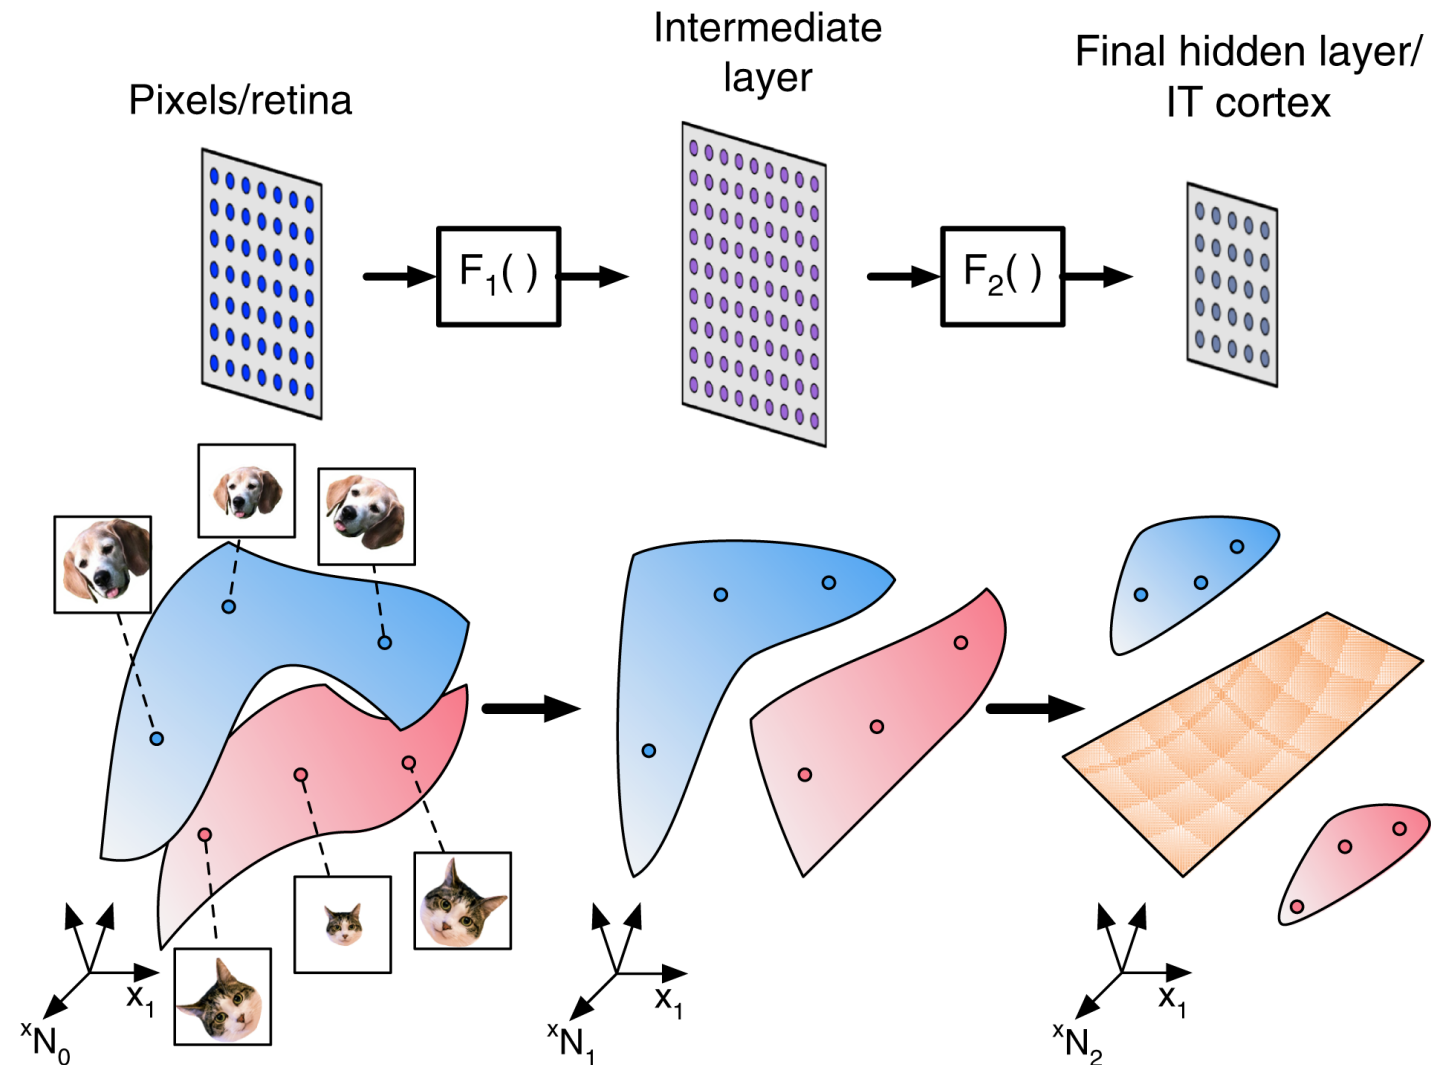 Pixels/retina
Intermediate
layer
Final hidden layer/
IT cortex
F₁( )
F₂( )
x₁
ˣN₀
x₁
ˣN₁
x₁
ˣN₂